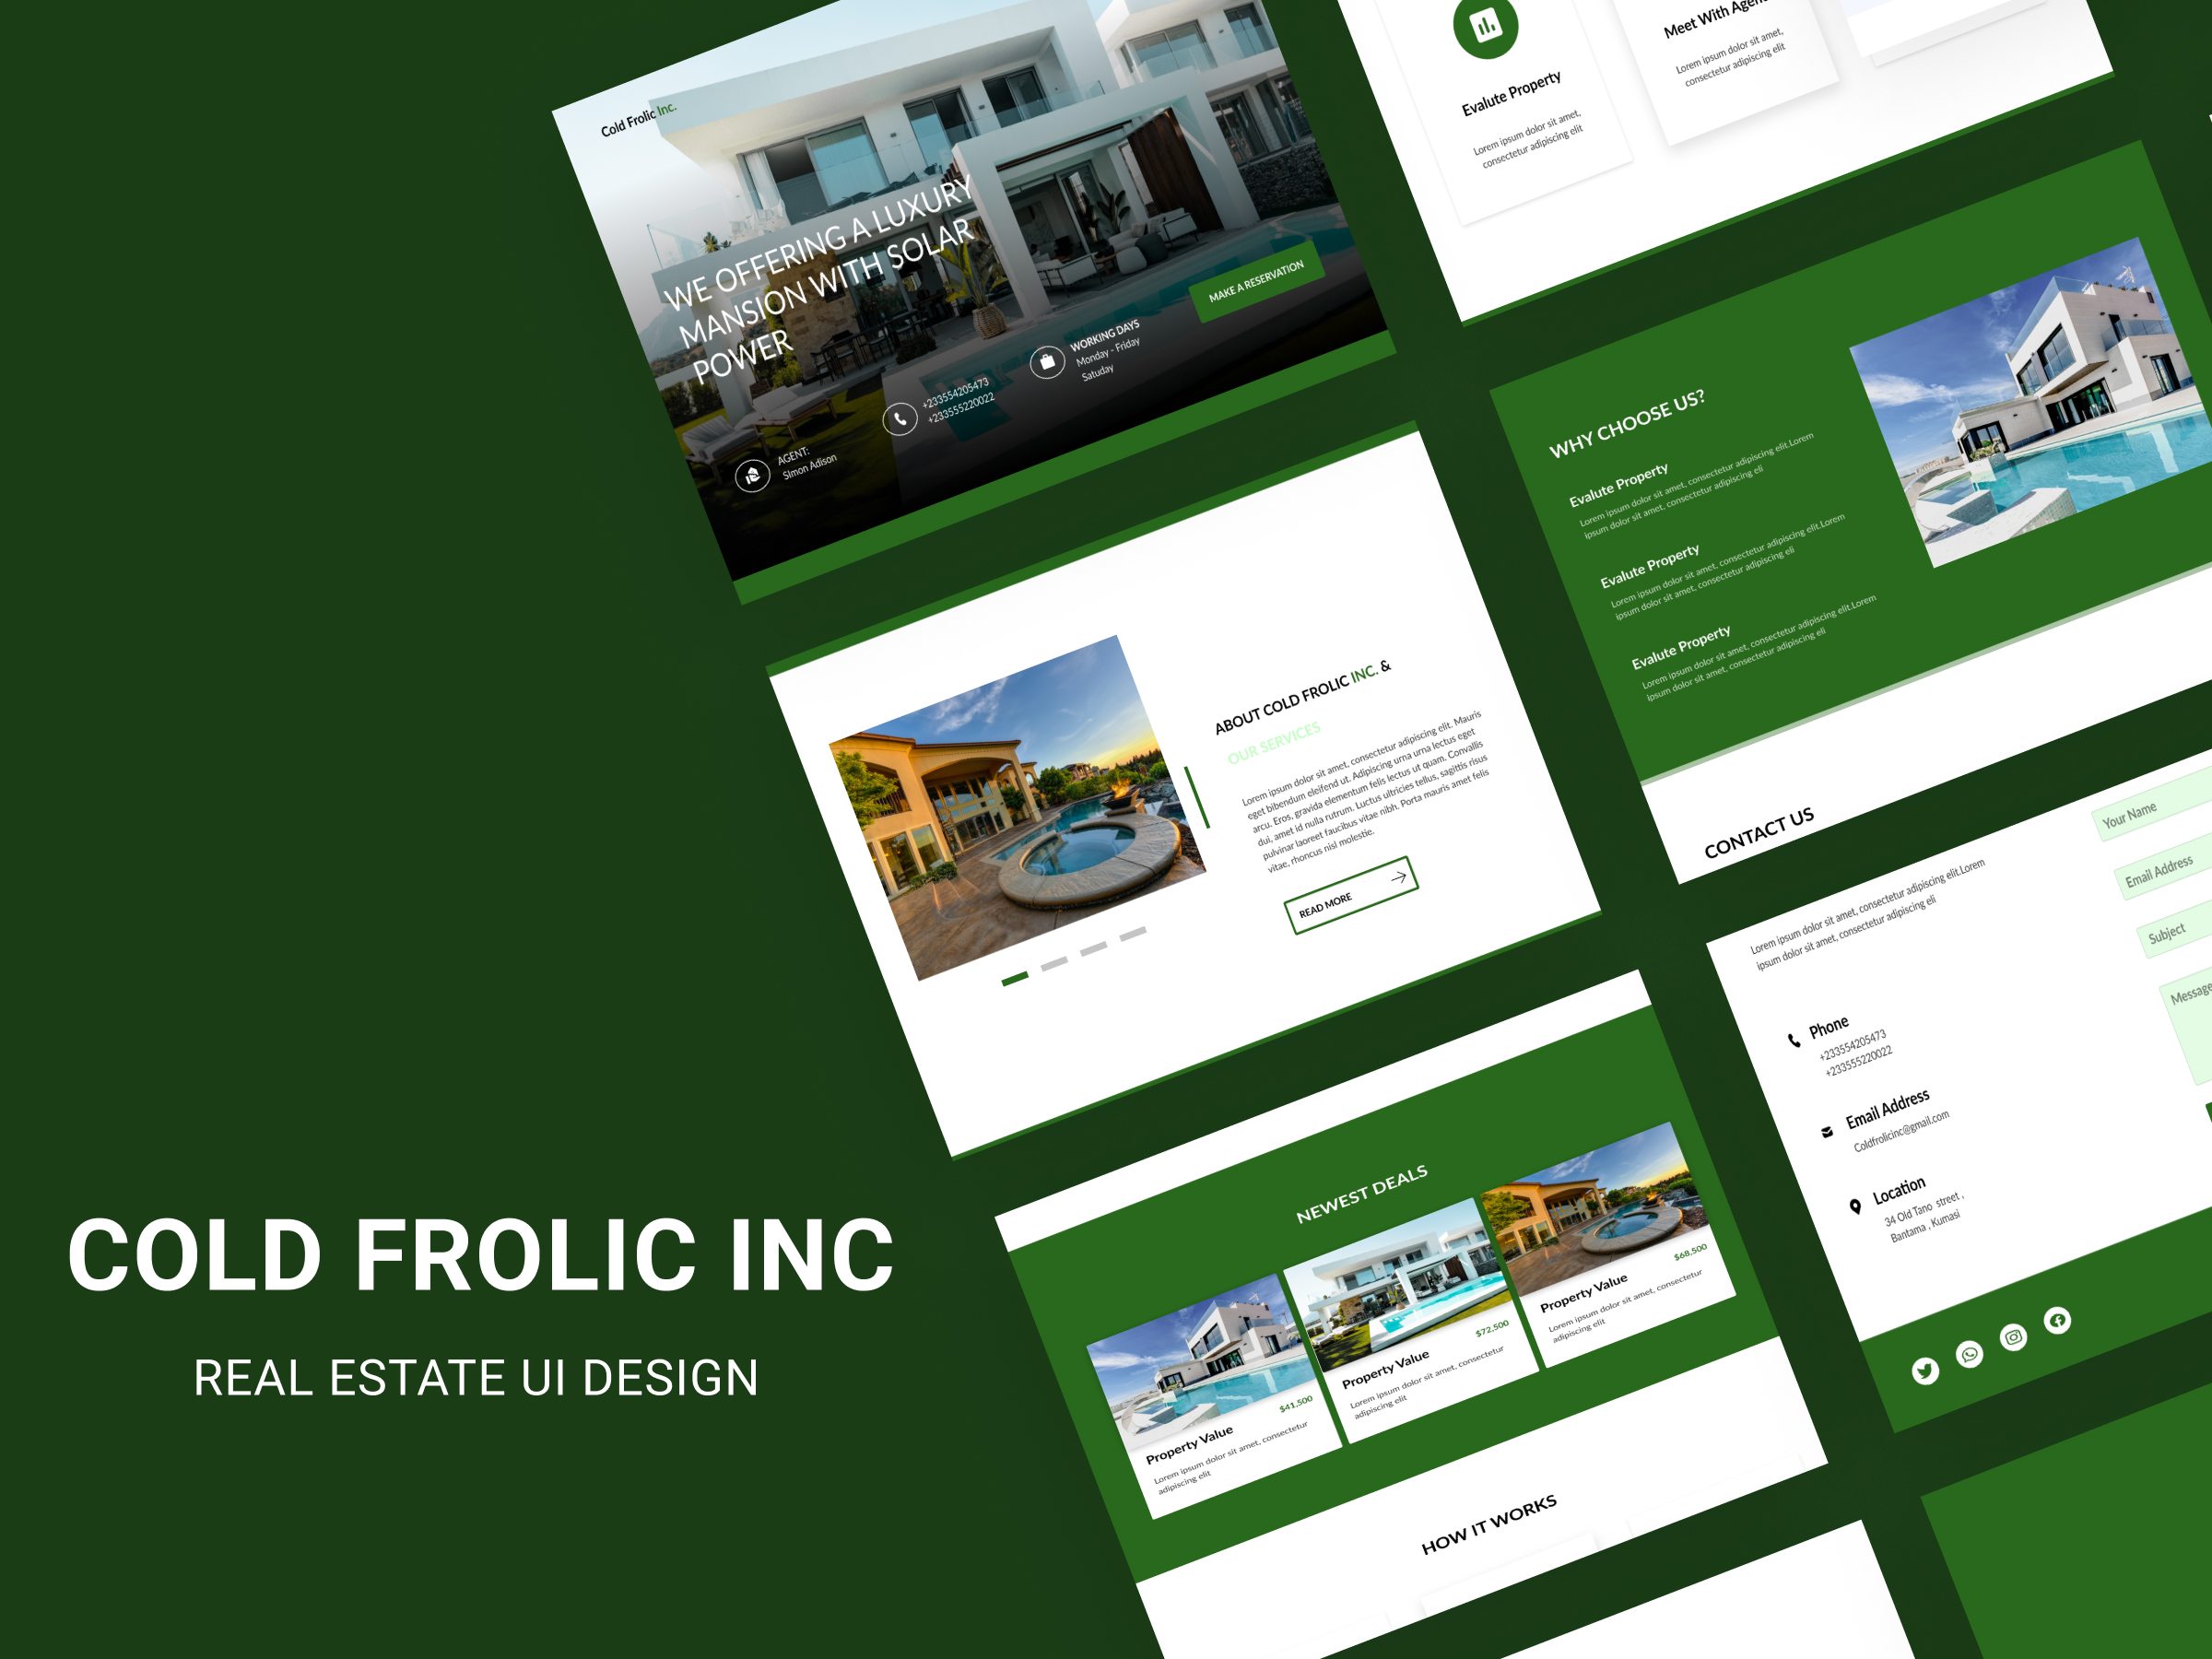 Cold Frolic Inc.
WE OFFERING A LUXURY
MANSION WITH SOLAR
POWER
MAKE A RESERVATION
AGENT:
SImon Adison
+233554205473
+233555220022
WORKING DAYS
Monday - Friday
Satuday
Evalute Property
Lorem ipsum dolor sit amet,
consectetur adipiscing elit
Meet With Agent
Lorem ipsum dolor sit amet,
consectetur adipiscing elit
WHY CHOOSE US?
Evalute Property
Lorem ipsum dolor sit amet, consectetur adipiscing elit.Lorem
ipsum dolor sit amet, consectetur adipiscing eli
Evalute Property
Lorem ipsum dolor sit amet, consectetur adipiscing elit.Lorem
ipsum dolor sit amet, consectetur adipiscing eli
Evalute Property
Lorem ipsum dolor sit amet, consectetur adipiscing elit.Lorem
ipsum dolor sit amet, consectetur adipiscing eli
ABOUT COLD FROLIC INC. &
OUR SERVICES
Lorem ipsum dolor sit amet, consectetur adipiscing elit. Mauris
eget bibendum eleifend ut. Adipiscing urna urna lectus eget
arcu. Eros, gravida elementum felis lectus ut quam. Convallis
dui, amet id nulla rutrum. Luctus ultricies tellus, sagittis risus
pulvinar laoreet faucibus vitae nibh. Porta mauris amet felis
vitae, rhoncus nisl molestie.
READ MORE
CONTACT US
Lorem ipsum dolor sit amet, consectetur adipiscing elit.Lorem
ipsum dolor sit amet, consectetur adipiscing eli
Your Name
Email Address
Subject
Message
Phone
+233554205473
+233555220022
Email Address
Coldfrolicinc@gmail.com
Location
34 Old Tano street ,
Bantama , Kumasi
NEWEST DEALS
$41,500
Property Value
Lorem ipsum dolor sit amet, consectetur
adipiscing elit
$72,500
Property Value
Lorem ipsum dolor sit amet, consectetur
adipiscing elit
$68,500
Property Value
Lorem ipsum dolor sit amet, consectetur
adipiscing elit
HOW IT WORKS
COLD FROLIC INC
REAL ESTATE UI DESIGN